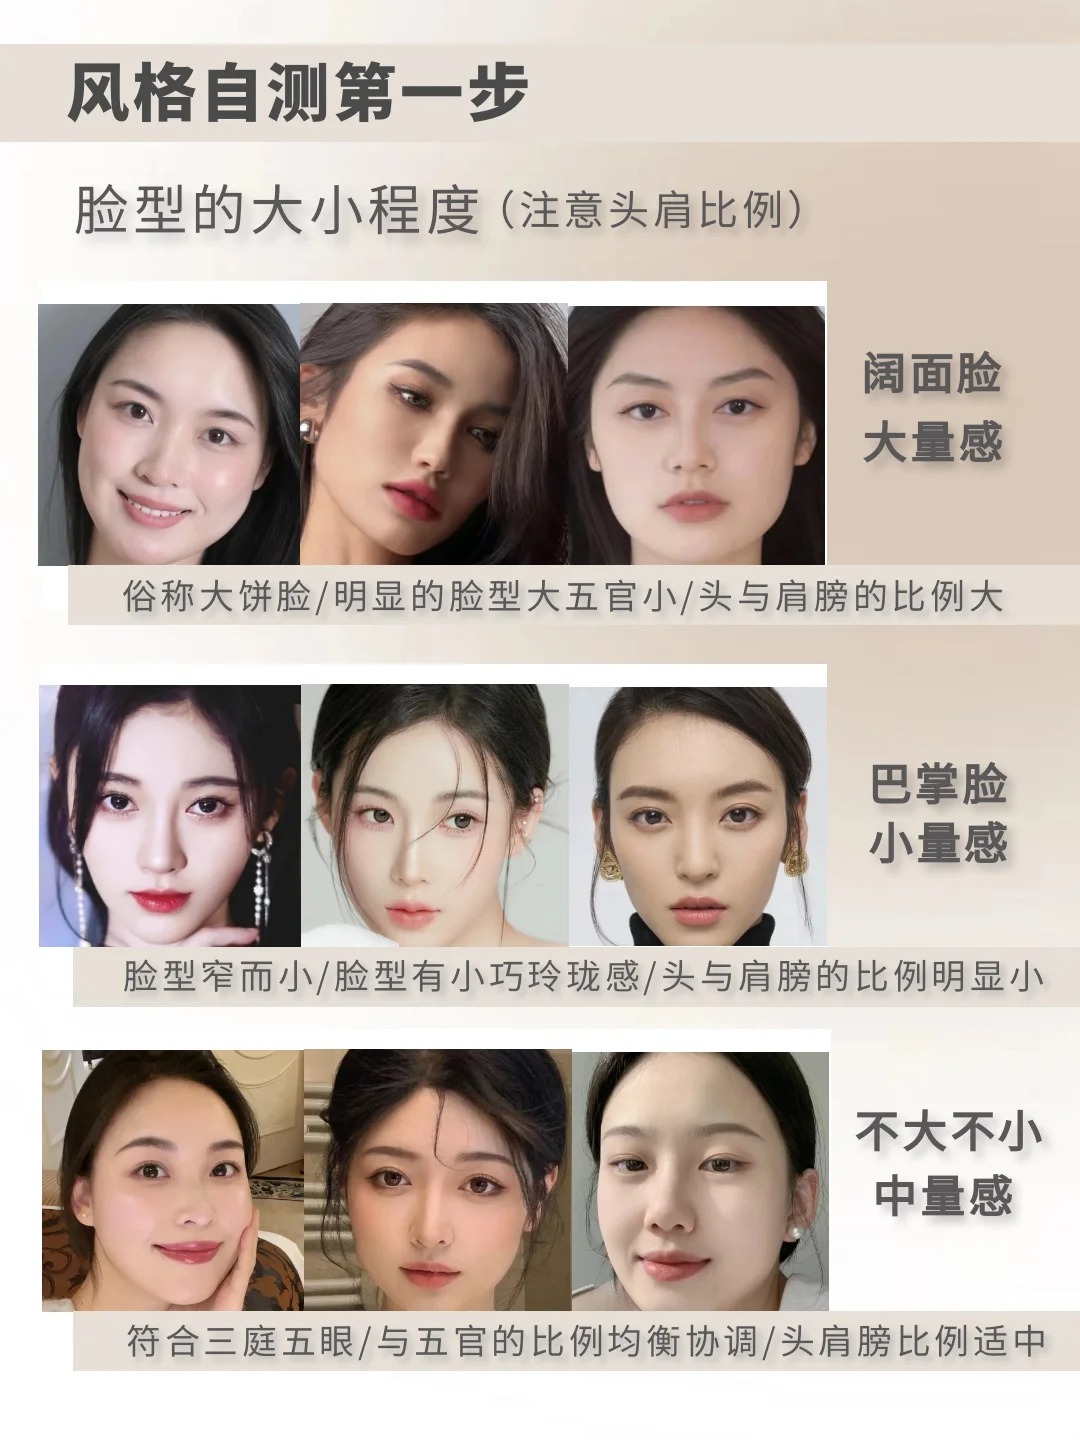 风格自测第一步
脸型的大小程度（注意头肩比例）
阔面脸
大量感
俗称大饼脸/明显的脸型大五官小/头与肩膀的比例大
巴掌脸
小量感
脸型窄而小/脸型有小巧玲珑感/头与肩膀的比例明显小
不大不小
中量感
符合三庭五眼/与五官的比例均衡协调/头肩膀比例适中